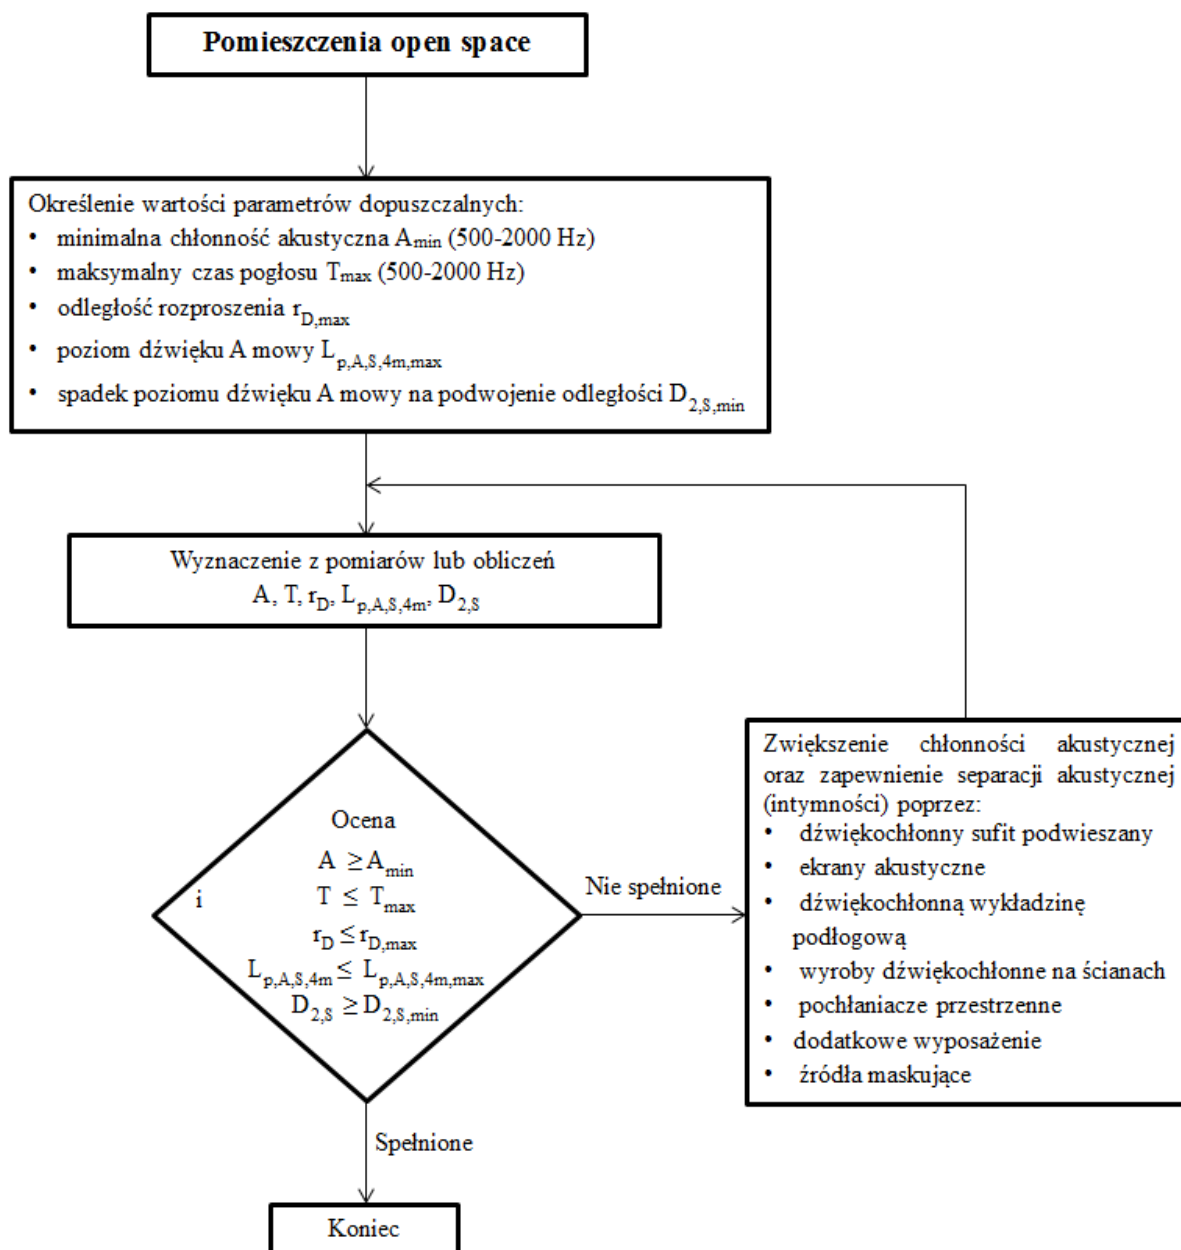 Pomieszczenia open space
Określenie wartości parametrów dopuszczalnych:
• minimalna chłonność akustyczna Amin (500-2000 Hz)
• maksymalny czas pogłosu Tmax (500-2000 Hz)
• odległość rozproszenia rD,max
• poziom dźwięku A mowy Lp,A,S,4m,max
• spadek poziomu dźwięku A mowy na podwojenie odległości D2,S,min
Wyznaczenie z pomiarów lub obliczeń
A, T, rD, Lp,A,S,4m, D2,S
Ocena
A ≥ Amin
i T ≤ Tmax
rD ≤ rD,max
Lp,A,S,4m ≤ Lp,A,S,4m,max
D2,S ≥ D2,S,min
Nie spełnione
Zwiększenie chłonności akustycznej
oraz zapewnienie separacji akustycznej
(intymności) poprzez:
• dźwiękochłonny sufit podwieszany
• ekrany akustyczne
• dźwiękochłonną wykładzinę
podłogową
• wyroby dźwiękochłonne na ścianach
• pochłaniacze przestrzenne
• dodatkowe wyposażenie
• źródła maskujące
Spełnione
Koniec